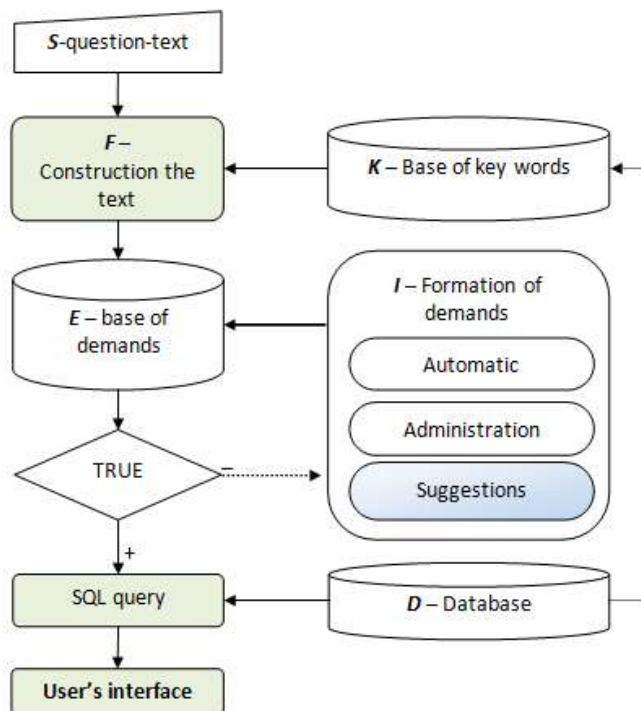 S-question-text
F –
Construction the
text
K – Base of key words
E – base of
demands
I – Formation of
demands
Automatic
Administration
Suggestions
TRUE
–
+
SQL query
D – Database
User's interface